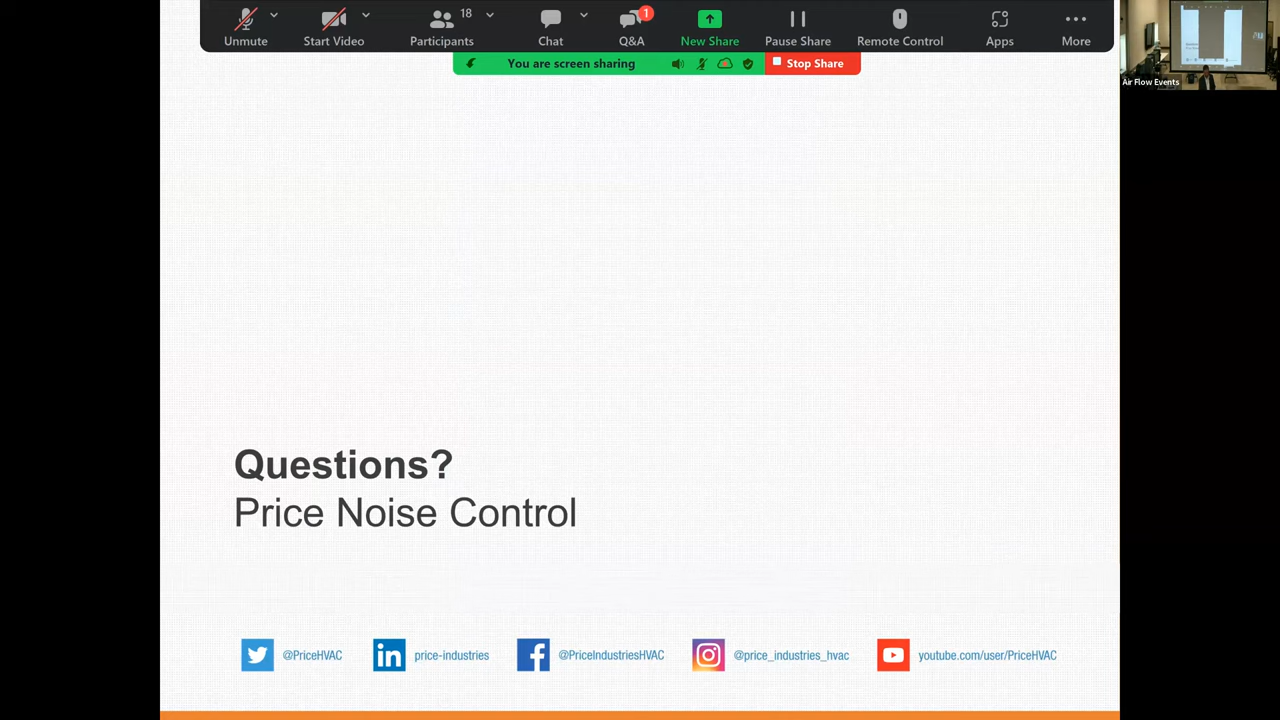 Unmute
Start Video
18
Participants
Chat
1
Q&A
New Share
Pause Share
Remote Control
Apps
More
You are screen sharing
Stop Share
Air Flow Events
Questions?
Price Noise Control
@PriceHVAC
in
price-industries
@PriceIndustriesHVAC
@price_industries_hvac
youtube.com/user/PriceHVAC